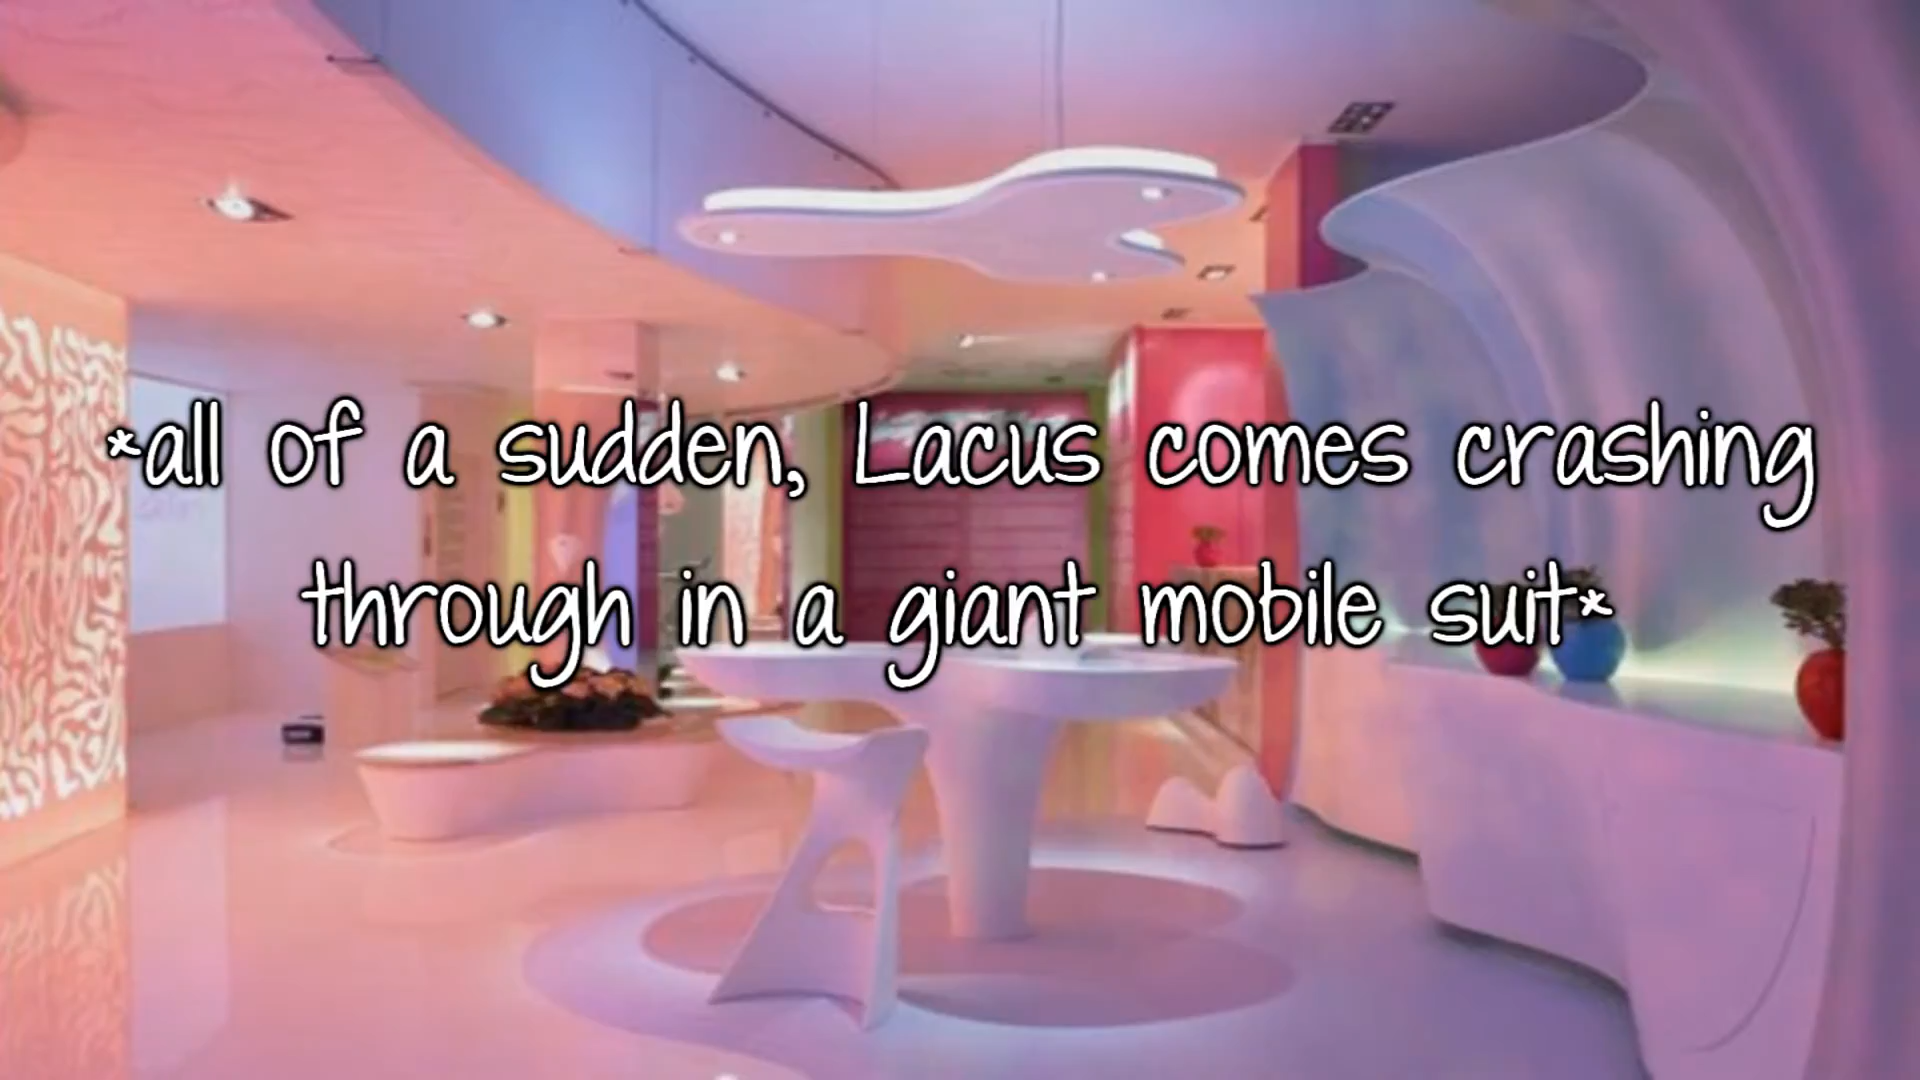 *all of a sudden, Lacus comes crashing
through in a giant mobile suit*